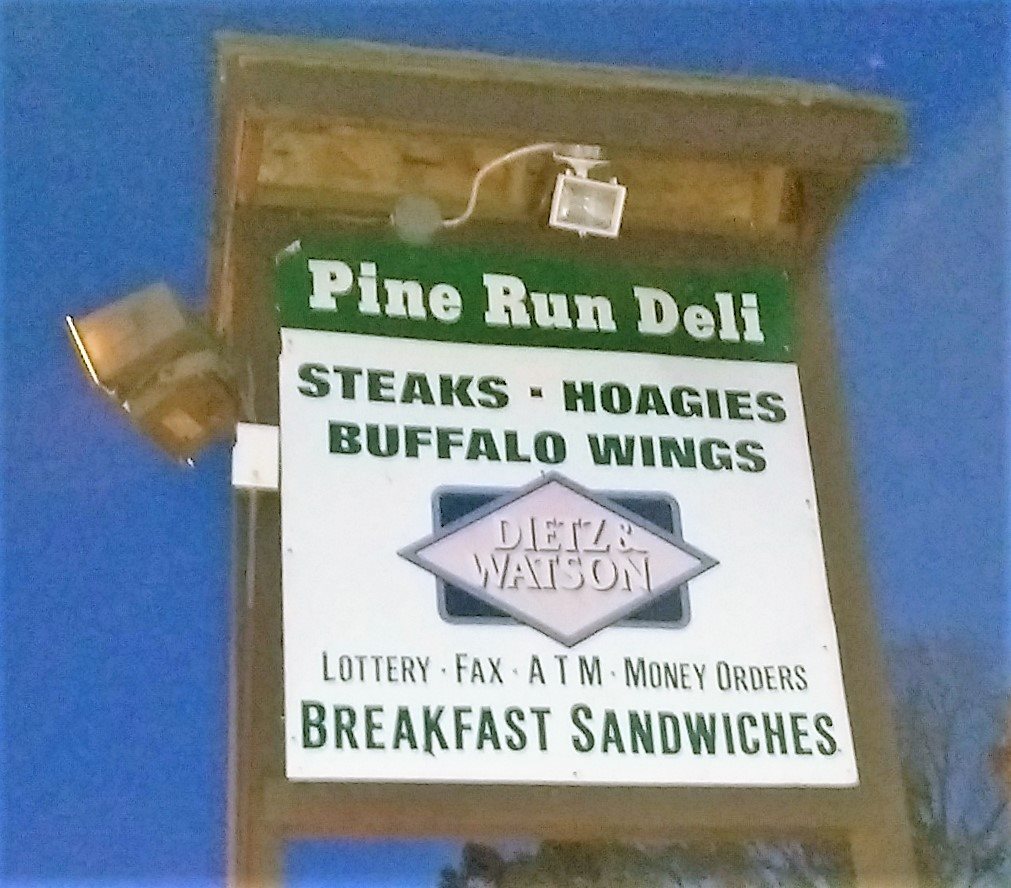 Pine Run Deli
STEAKS · HOAGIES
BUFFALO WINGS
DIETZ &
WATSON
LOTTERY · FAX · A T M · MONEY ORDERS
BREAKFAST SANDWICHES